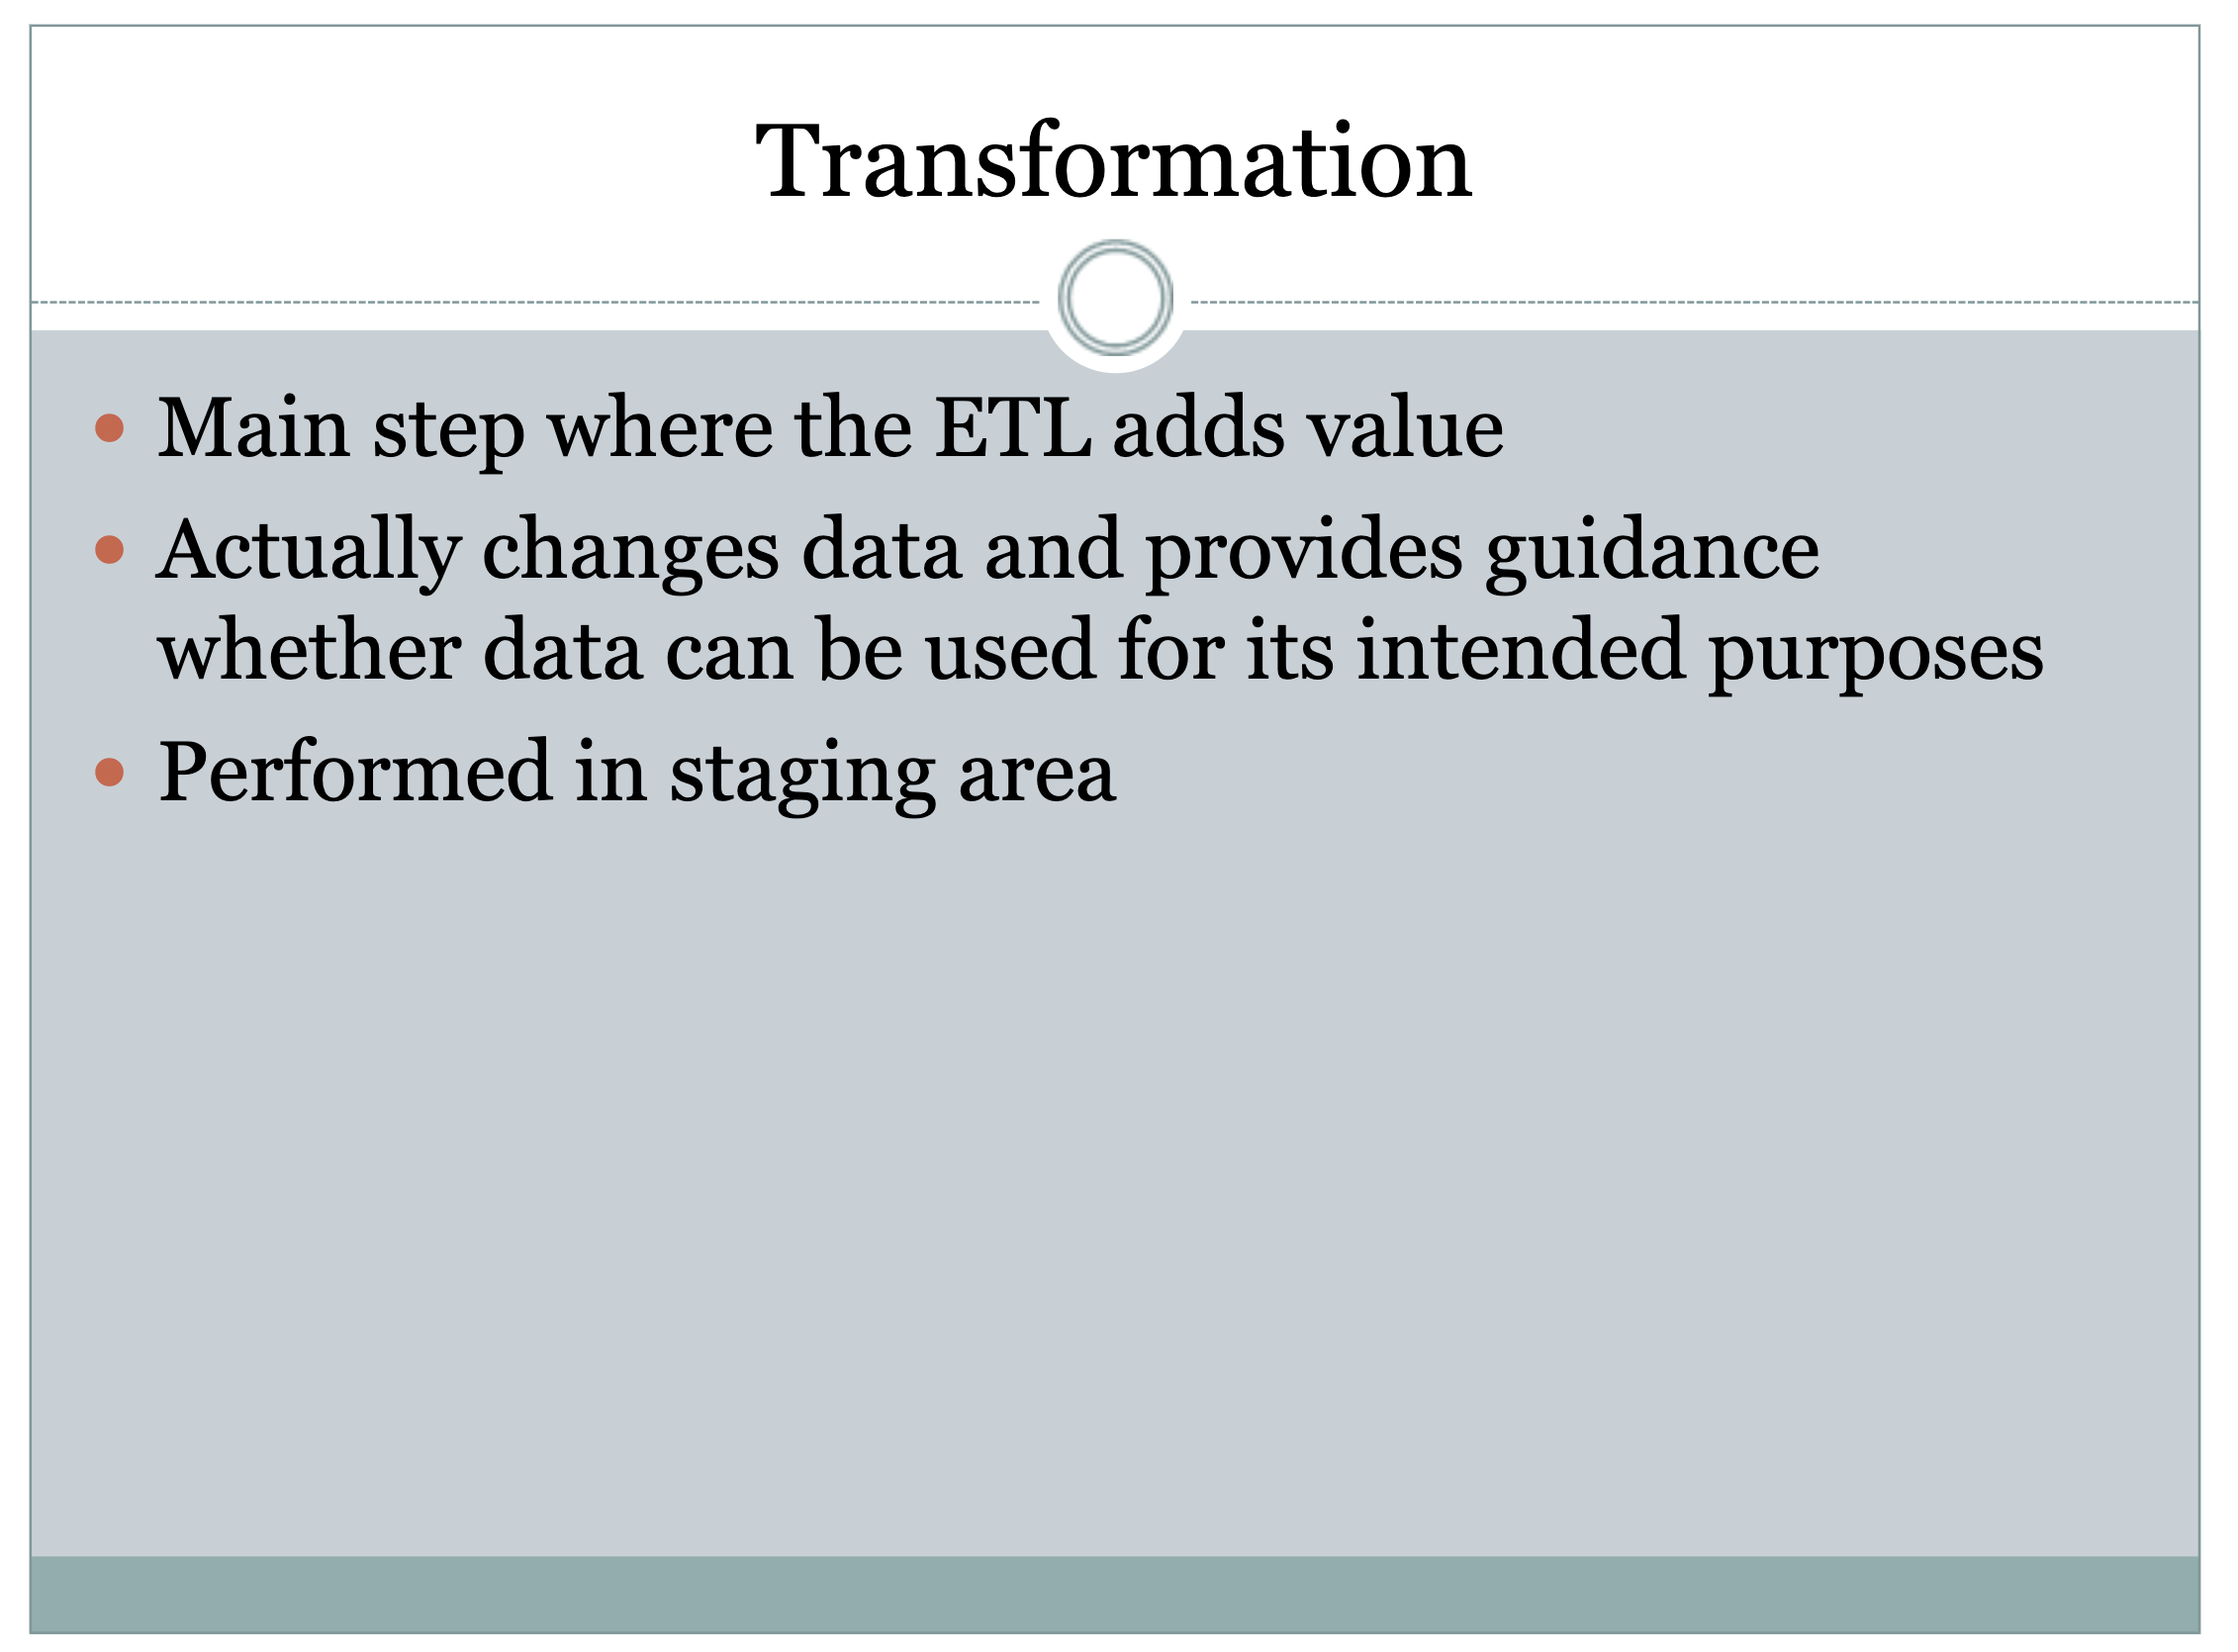 Transformation
Main step where the ETL adds value
Actually changes data and provides guidance
whether data can be used for its intended purposes
Performed in staging area